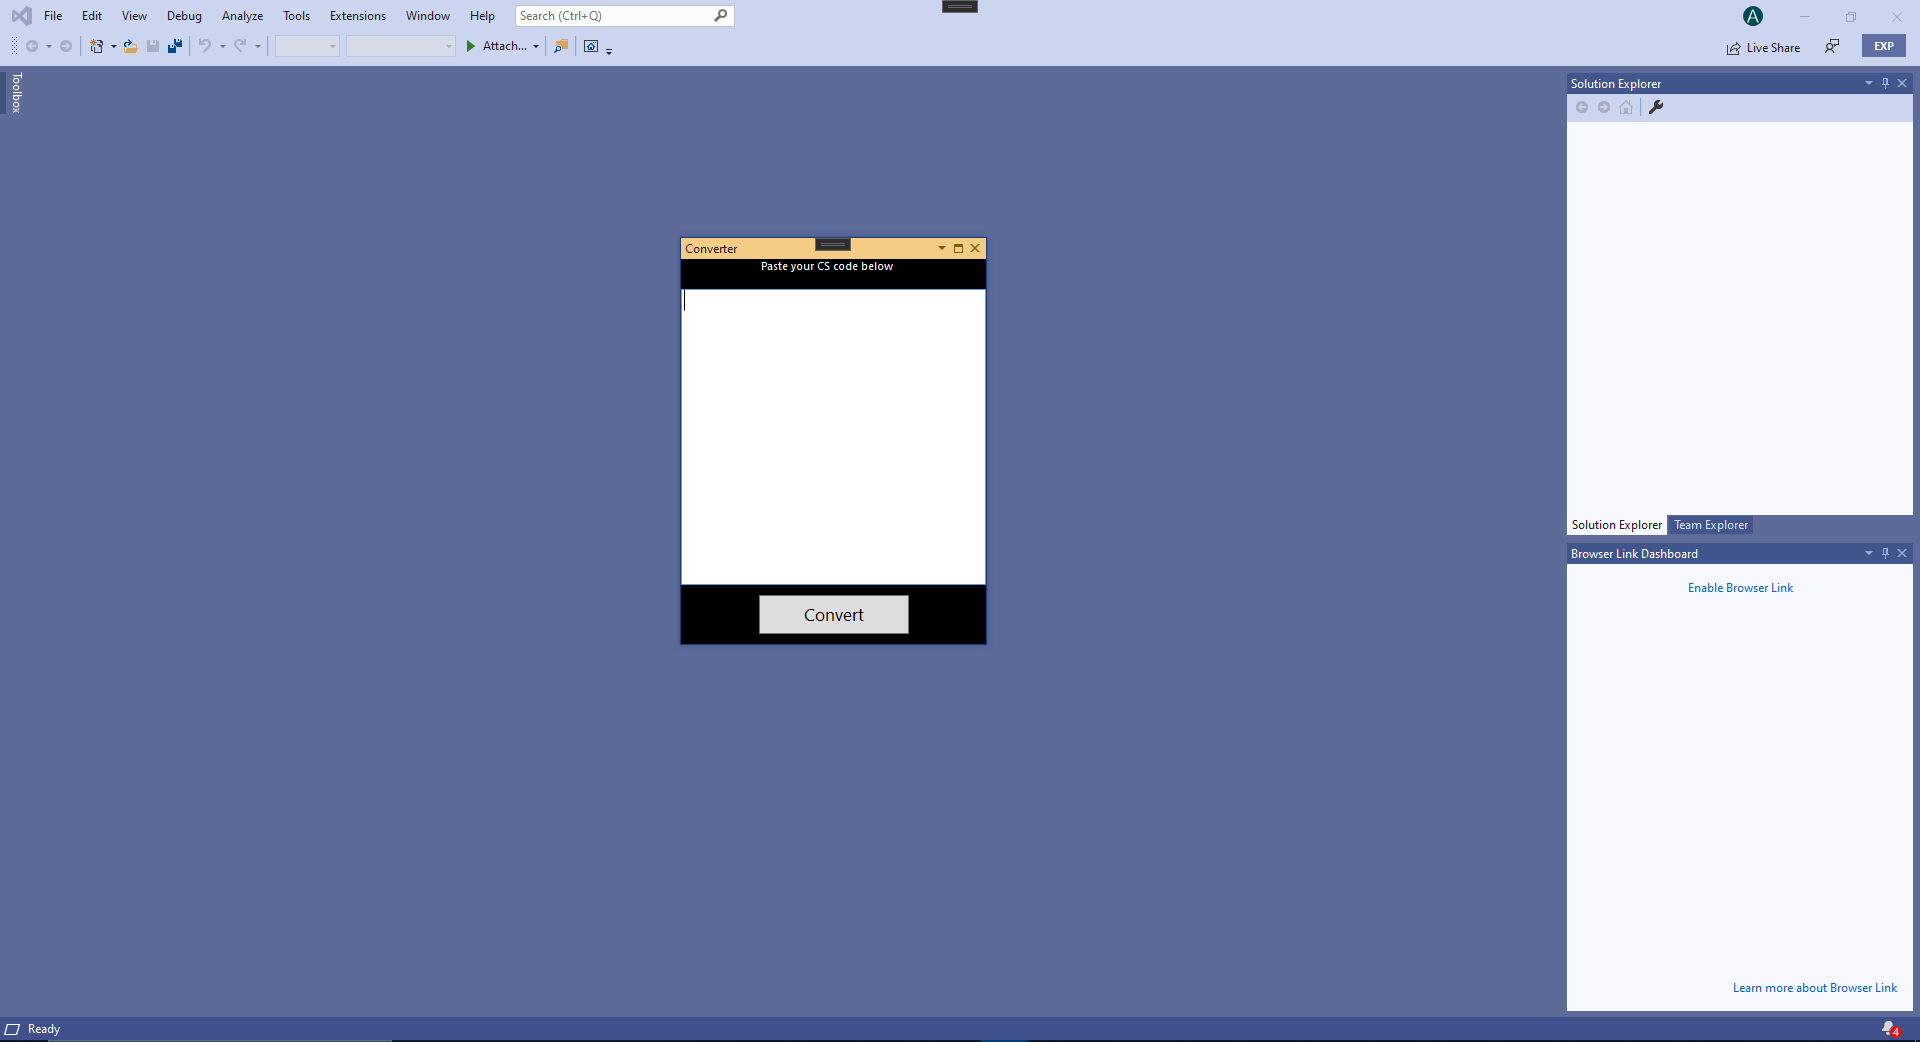 File Edit View Debug Analyze Tools Extensions Window Help Search (Ctrl+Q) A
Attach... Live Share EXP
Toolbox
Solution Explorer
Converter
Paste your CS code below
Convert
Solution Explorer Team Explorer
Browser Link Dashboard
Enable Browser Link
Learn more about Browser Link
Ready 4